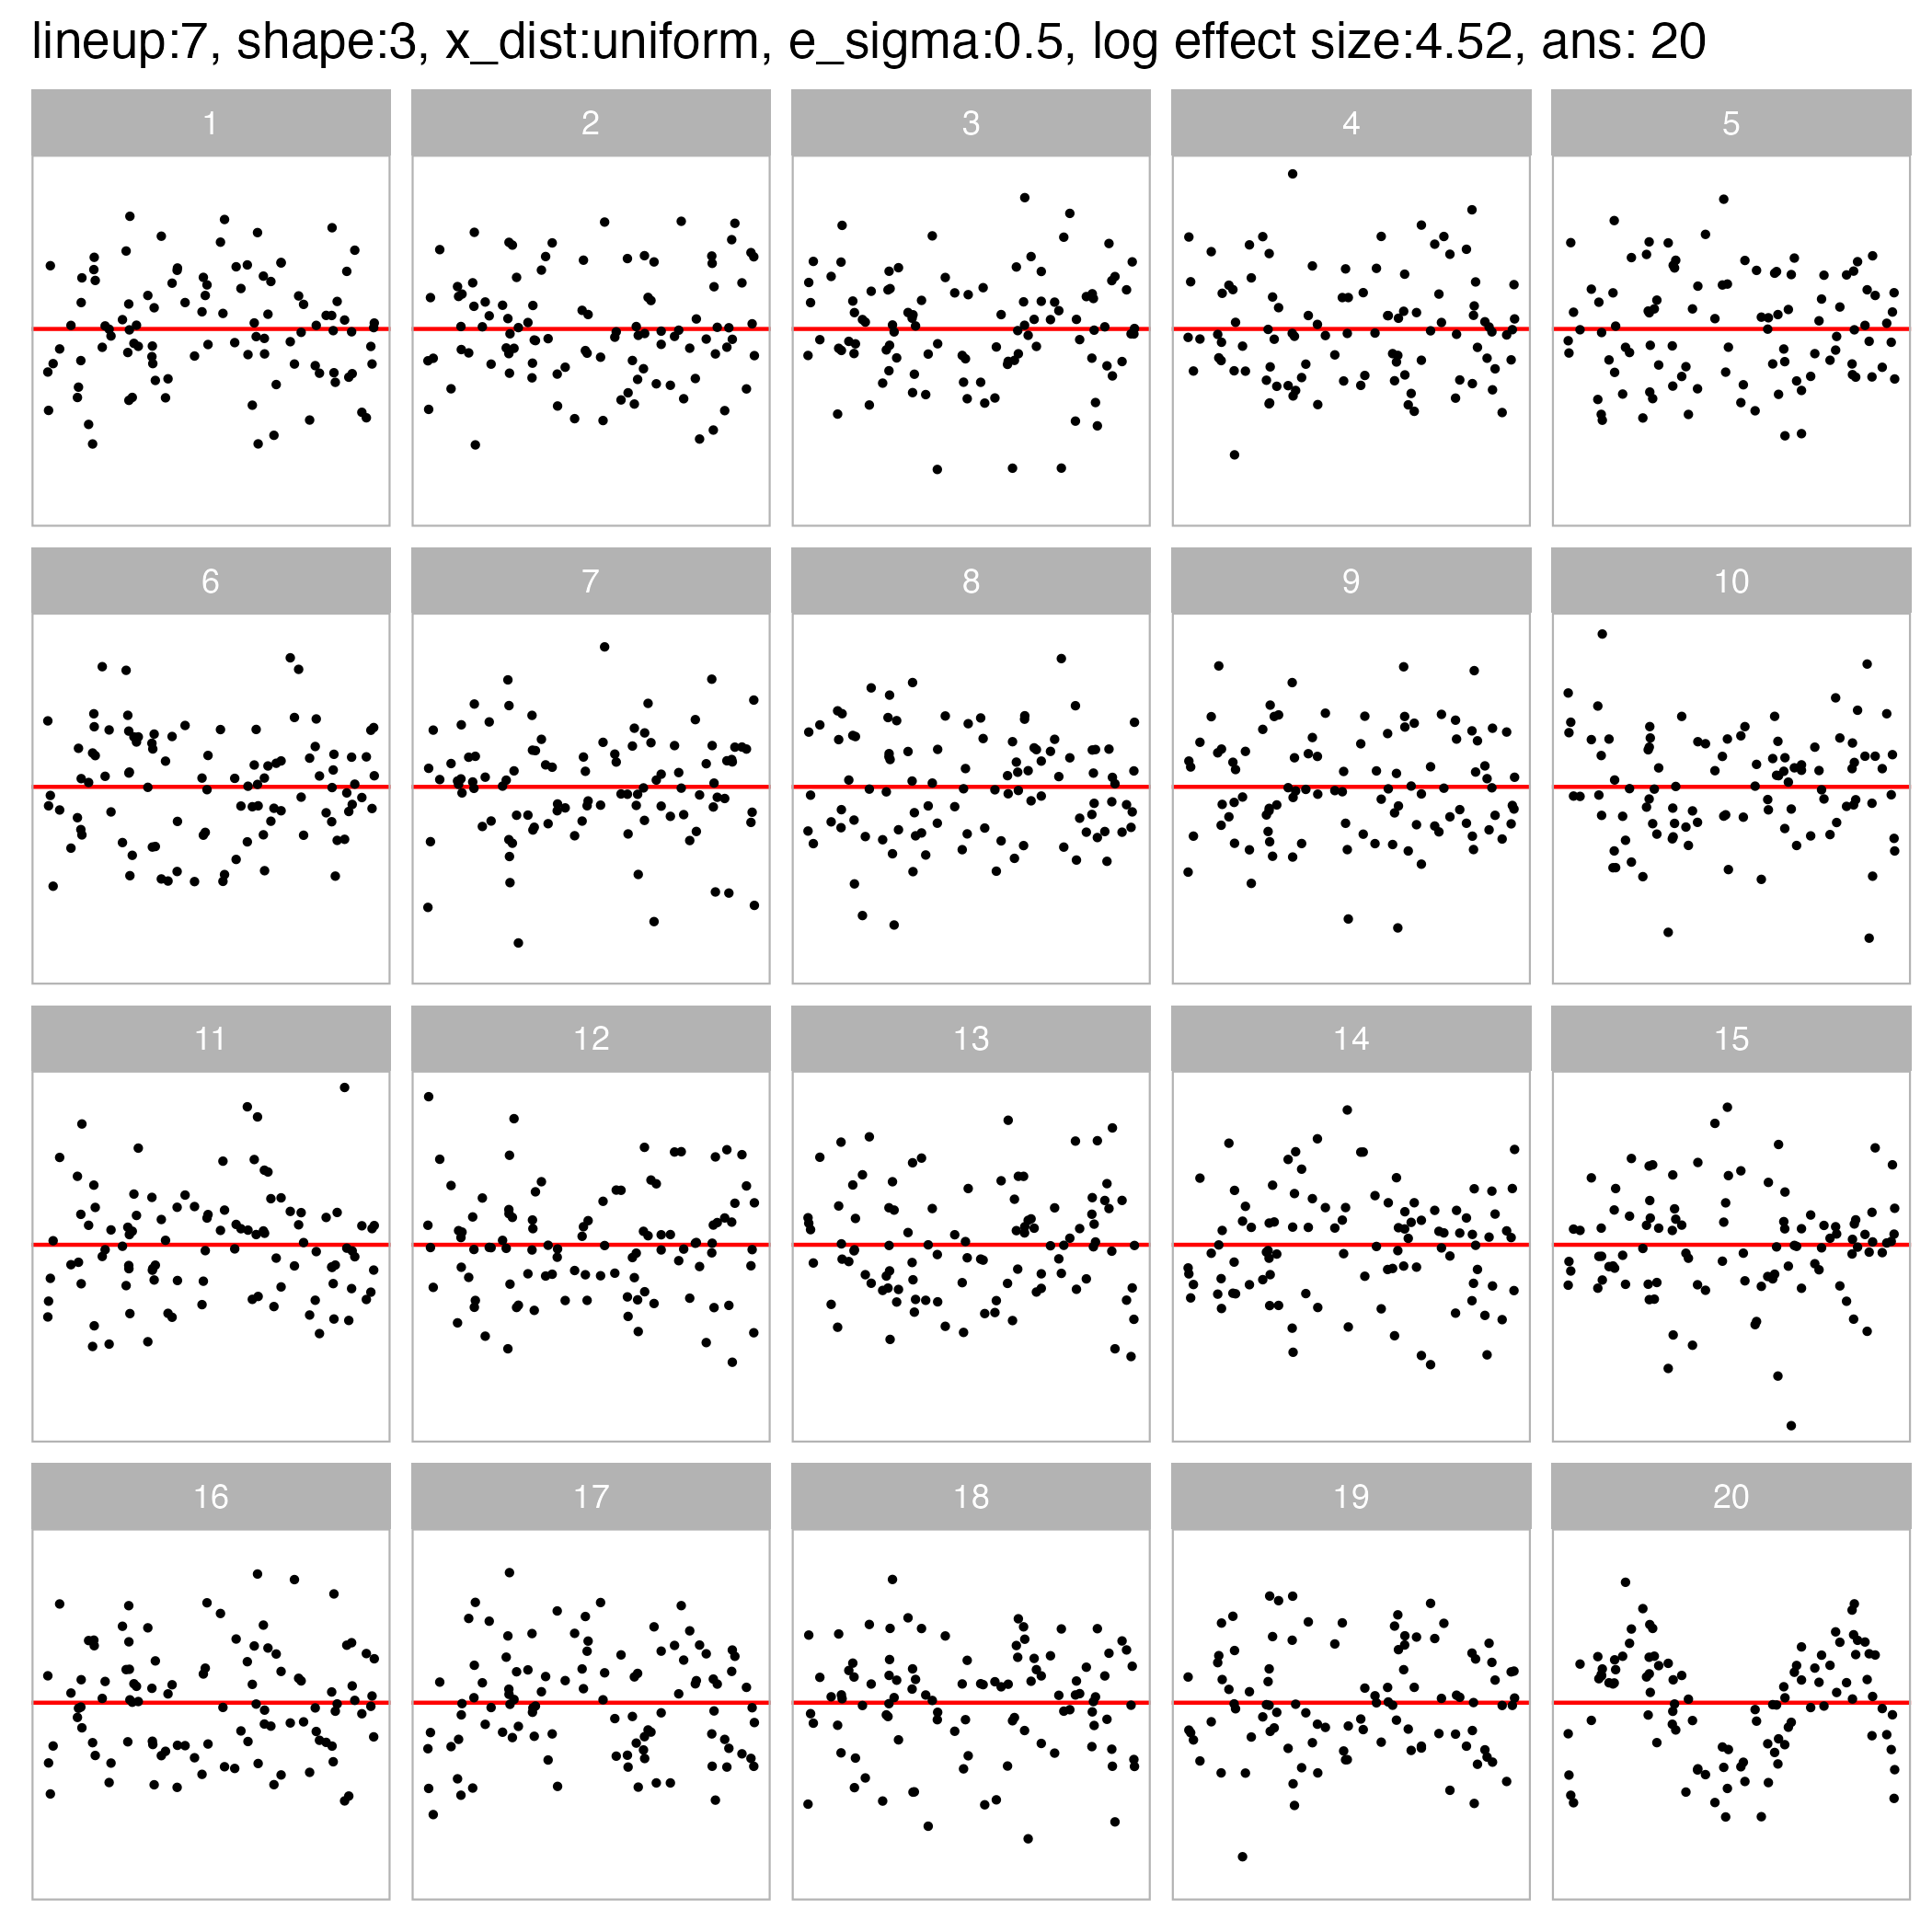 lineup:7, shape:3, x_dist:uniform, e_sigma:0.5, log effect size:4.52, ans: 20
1 2 3 4 5
6 7 8 9 10
11 12 13 14 15
16 17 18 19 20